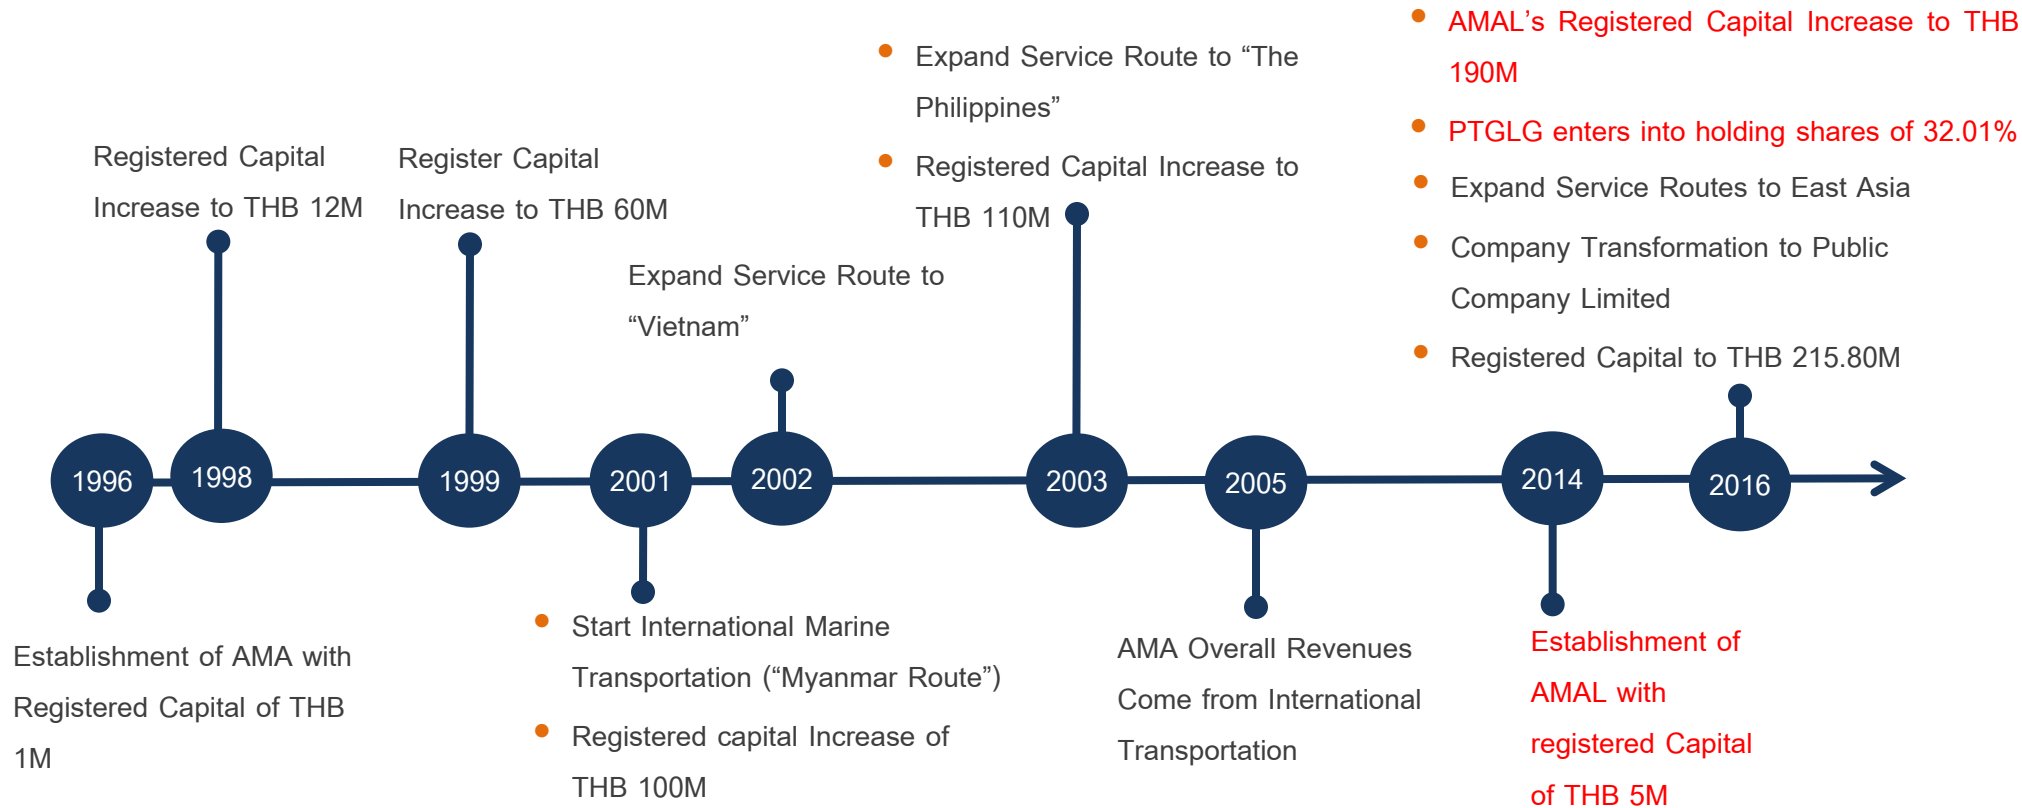 AMAL’s Registered Capital Increase to THB
190M
PTGLG enters into holding shares of 32.01%
Expand Service Routes to East Asia
Company Transformation to Public
Company Limited
Registered Capital to THB 215.80M
Expand Service Route to “The
Philippines”
Registered Capital Increase to
THB 110M
Registered Capital
Increase to THB 12M
Register Capital
Increase to THB 60M
Expand Service Route to
“Vietnam”
1996
1998
1999
2001
2002
2003
2005
2014
2016
Establishment of AMA with
Registered Capital of THB
1M
Start International Marine
Transportation (“Myanmar Route”)
Registered capital Increase of
THB 100M
AMA Overall Revenues
Come from International
Transportation
Establishment of
AMAL with
registered Capital
of THB 5M